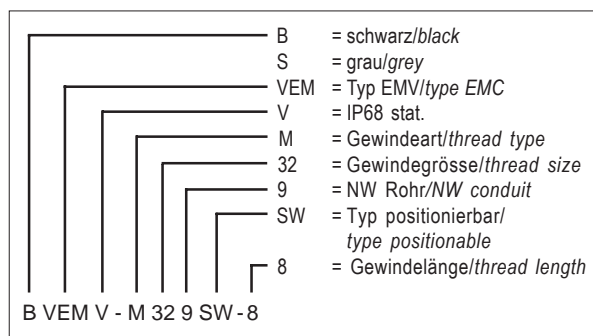 B = schwarz/black
S = grau/grey
VEM = Typ EMV/type EMC
V = IP68 stat.
M = Gewindeart/thread type
32 = Gewindegrösse/thread size
9 = NW Rohr/NW conduit
SW = Typ positionierbar/
type positionable
8 = Gewindelänge/thread length
B VEM V - M 32 9 SW - 8